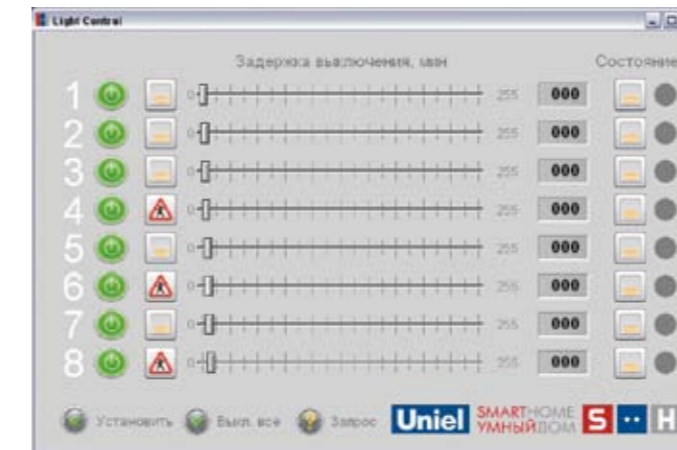 Light Control
Задержка выключения, мин Состояние
1 0 255 000
2 0 255 000
3 0 255 000
4 0 255 000
5 0 255 000
6 0 255 000
7 0 255 000
8 0 255 000
Установить Выкл. все Запрос Uniel SMARTHOME S·· H
УМНЫЙДОМ